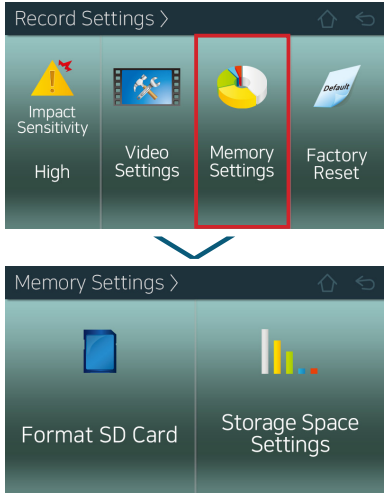 Record Settings >
Impact
Sensitivity
High
Video
Settings
Memory
Settings
Default
Factory
Reset
Memory Settings >
Format SD Card
Storage Space
Settings